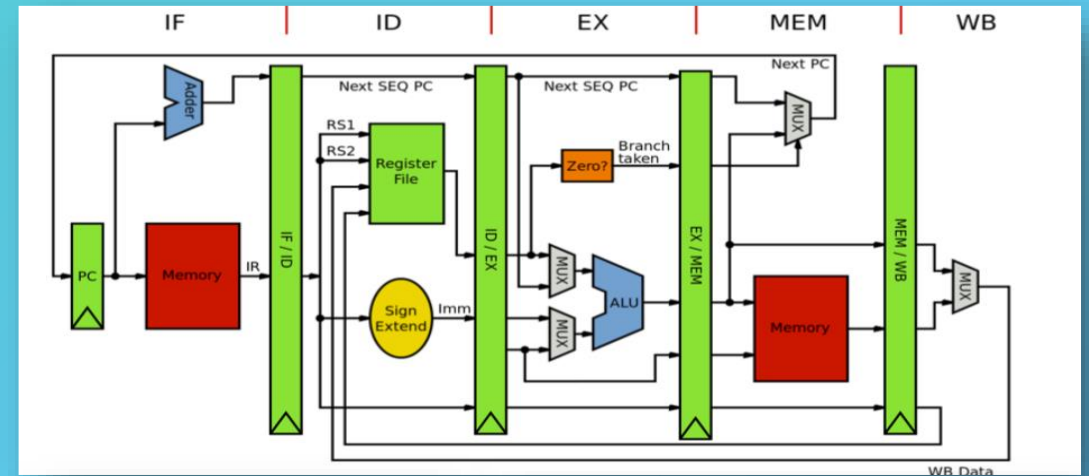 IF ID EX MEM WB
Next PC
Adder
Next SEQ PC
Next SEQ PC
MUX
RS1
RS2
Register
File
Branch
taken
Zero?
IF / ID
ID / EX
EX / MEM
MEM / WB
MUX
MUX
PC
Memory
IR
ALU
Sign
Extend
Imm
MUX
Memory
WB Data